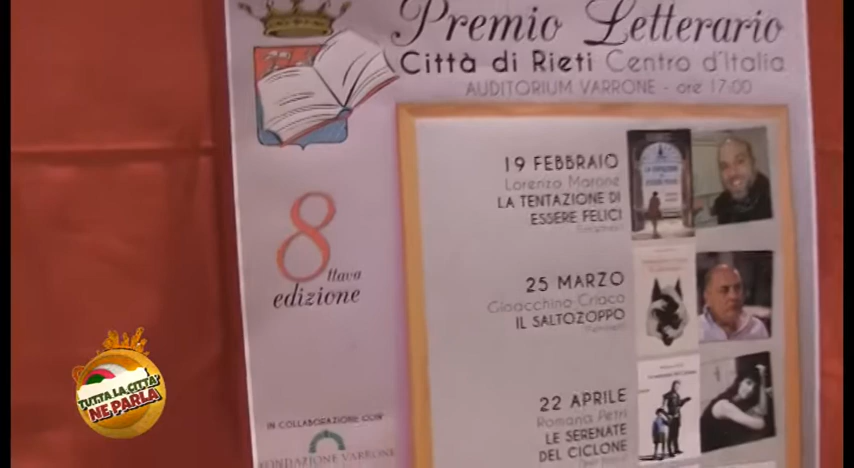 Premio Letterario
Città di Rieti Centro d'Italia
AUDITORIUM VARRONE - ore 17:00
19 FEBBRAIO
Lorenzo Marone
LA TENTAZIONE DI
ESSERE FELICI
25 MARZO
Gioacchino Criaco
IL SALTOZOPPO
22 APRILE
Romana Petri
LE SERENATE
DEL CICLONE
8ttava
edizione
IN COLLABORAZIONE CON
FONDAZIONE VARRONE
TUTTA LA CITTA'
NE PARLA